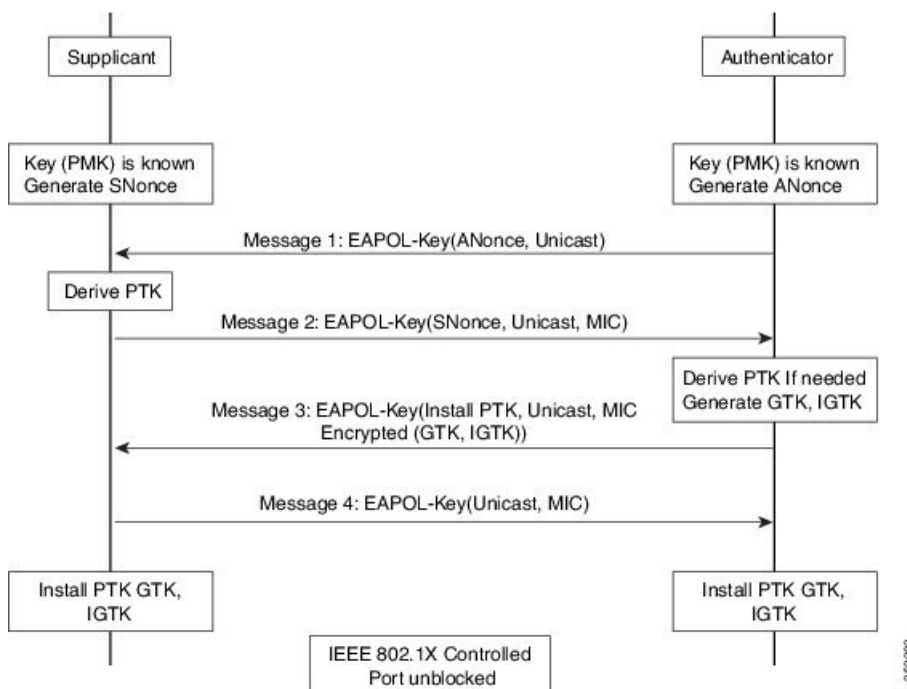 Supplicant
Authenticator
Key (PMK) is known
Generate SNonce
Key (PMK) is known
Generate ANonce
Message 1: EAPOL-Key(ANonce, Unicast)
Derive PTK
Message 2: EAPOL-Key(SNonce, Unicast, MIC)
Derive PTK If needed
Generate GTK, IGTK
Message 3: EAPOL-Key(Install PTK, Unicast, MIC
Encrypted (GTK, IGTK))
Message 4: EAPOL-Key(Unicast, MIC)
Install PTK GTK,
IGTK
Install PTK GTK,
IGTK
IEEE 802.1X Controlled
Port unblocked